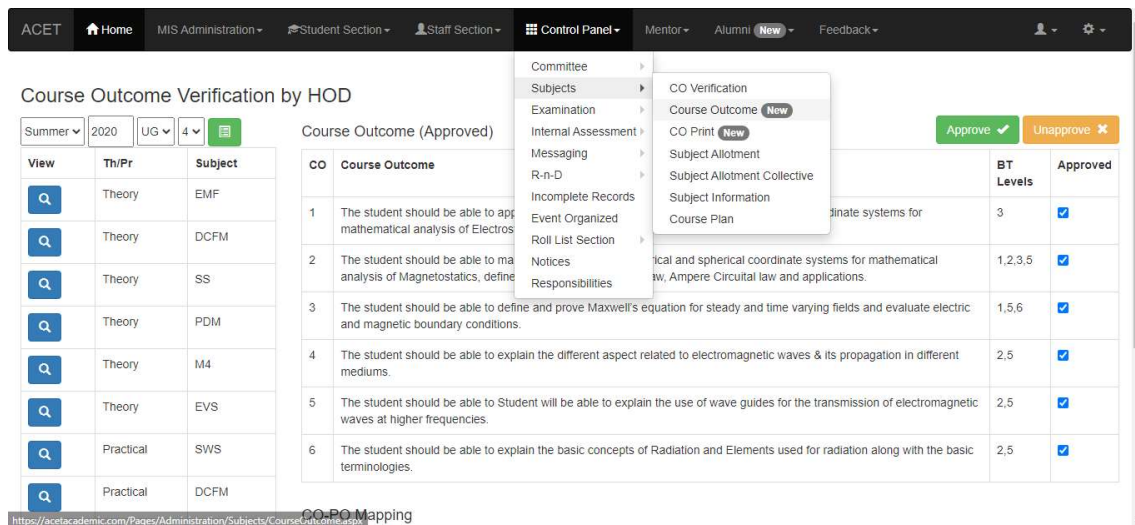 ACET Home MIS Administration Student Section Staff Section Control Panel Mentor Alumni New Feedback
Committee
Subjects
Examination
Internal Assessment
Messaging
R-n-D
Incomplete Records
Event Organized
Roll List Section
Notices
Responsibilities
CO Verification
Course Outcome New
CO Print New
Subject Allotment
Subject Allotment Collective
Subject Information
Course Plan
Course Outcome Verification by HOD
Summer 2020 UG 4
View Th/Pr Subject
Theory EMF
Theory DCFM
Theory SS
Theory PDM
Theory M4
Theory EVS
Practical SWS
Practical DCFM
Course Outcome (Approved) Approve Unapprove
CO Course Outcome BT Levels Approved
1 The student should be able to app dinate systems for 3
mathematical analysis of Electros
2 The student should be able to ma rical and spherical coordinate systems for mathematical 1,2,3,5
analysis of Magnetostatics, define aw, Ampere Circuital law and applications.
3 The student should be able to define and prove Maxwell's equation for steady and time varying fields and evaluate electric 1,5,6
and magnetic boundary conditions.
4 The student should be able to explain the different aspect related to electromagnetic waves & its propagation in different 2,5
mediums.
5 The student should be able to Student will be able to explain the use of wave guides for the transmission of electromagnetic 2,5
waves at higher frequencies.
6 The student should be able to explain the basic concepts of Radiation and Elements used for radiation along with the basic 2,5
terminologies.
CO-PO Mapping
https://acetacademic.com/Pages/Administration/Subjects/CourseOutcome.aspx